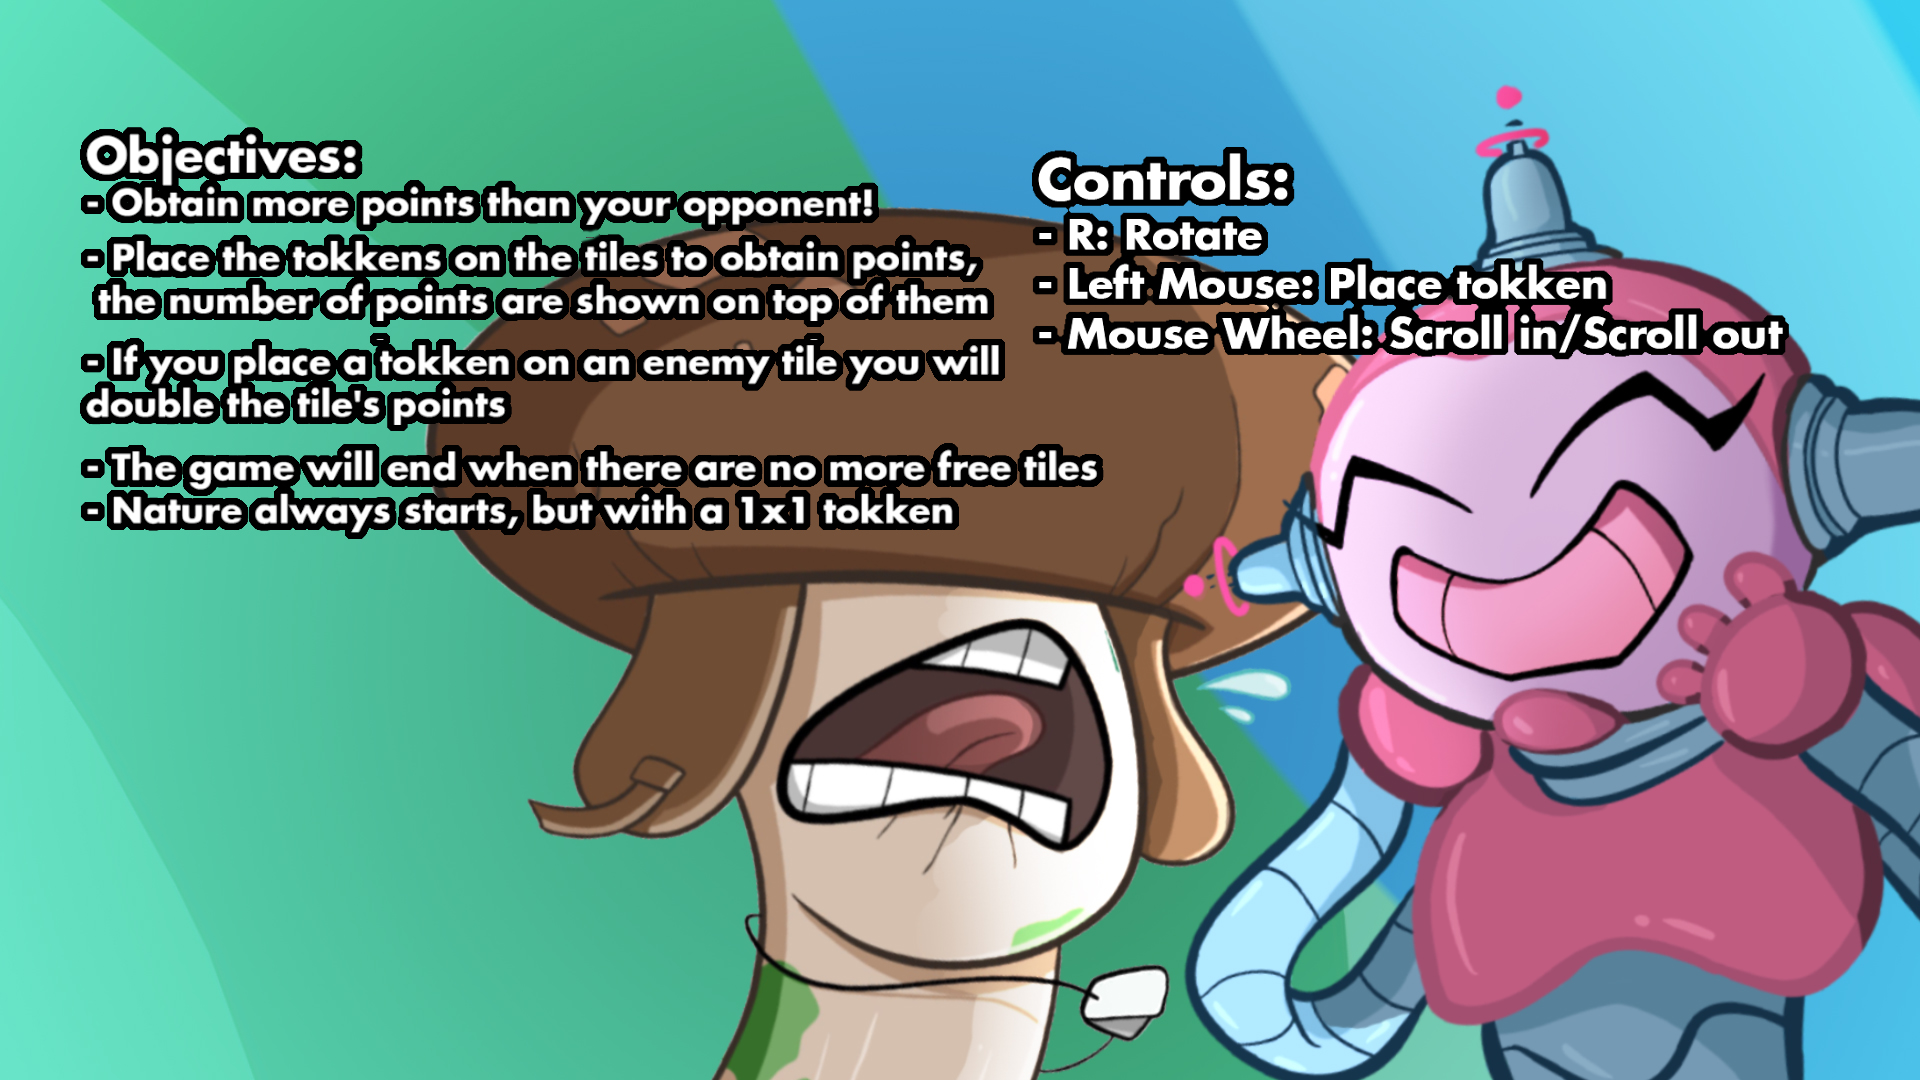 Objectives:
- Obtain more points than your opponent!
- Place the tokkens on the tiles to obtain points,
the number of points are shown on top of them
- If you place a tokken on an enemy tile you will
double the tile's points
- The game will end when there are no more free tiles
- Nature always starts, but with a 1x1 tokken
Controls:
- R: Rotate
- Left Mouse: Place tokken
- Mouse Wheel: Scroll in/Scroll out